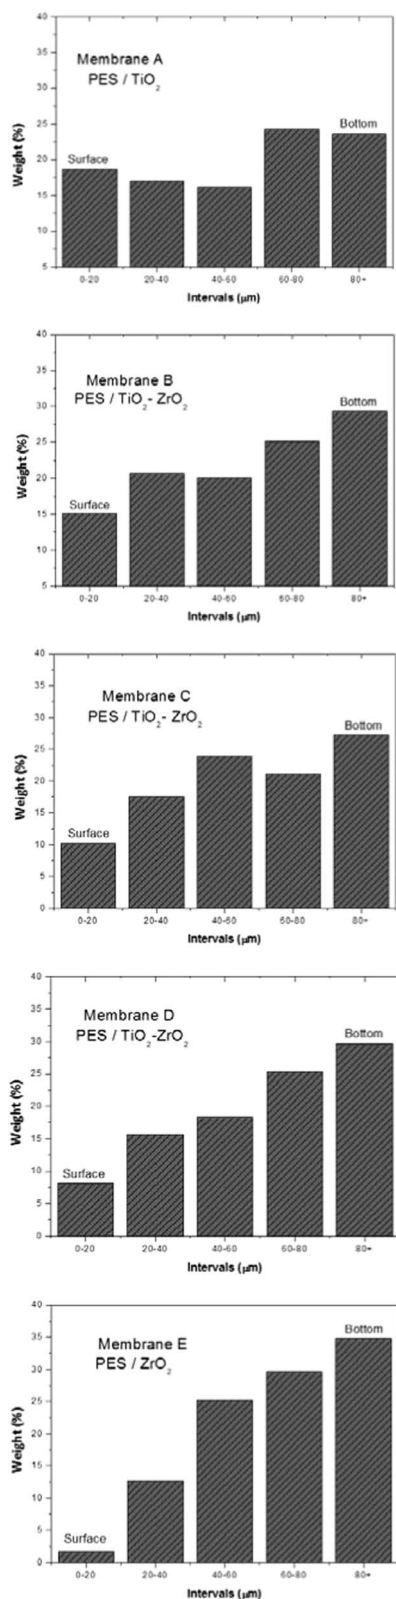 40
Membrane A
PES / TiO₂
35
30
Weight (%)
25
Bottom
20
Surface
15
10
5
0-20 20-40 40-60 60-80 80+
Intervals (μm)
40
35
Membrane B
PES / TiO₂- ZrO₂
30
Bottom
Weight (%)
25
20
15
Surface
10
5
0-20 20-40 40-60 60-80 80+
Intervals (μm)
40
35
Membrane C
PES / TiO₂- ZrO₂
30
Bottom
25
Weight (%)
20
15
Surface
10
5
0
0-20 20-40 40-60 60-80 80+
Intervals (μm)
40
35
Membrane D
PES / TiO₂-ZrO₂
Bottom
30
25
Weight (%)
20
15
10
Surface
5
0
0-20 20-40 40-60 60-80 80+
Intervals (μm)
40
Bottom
35
Membrane E
PES / ZrO₂
30
25
Weight (%)
20
15
10
5
Surface
0
0-20 20-40 40-60 60-80 80+
Intervals (μm)